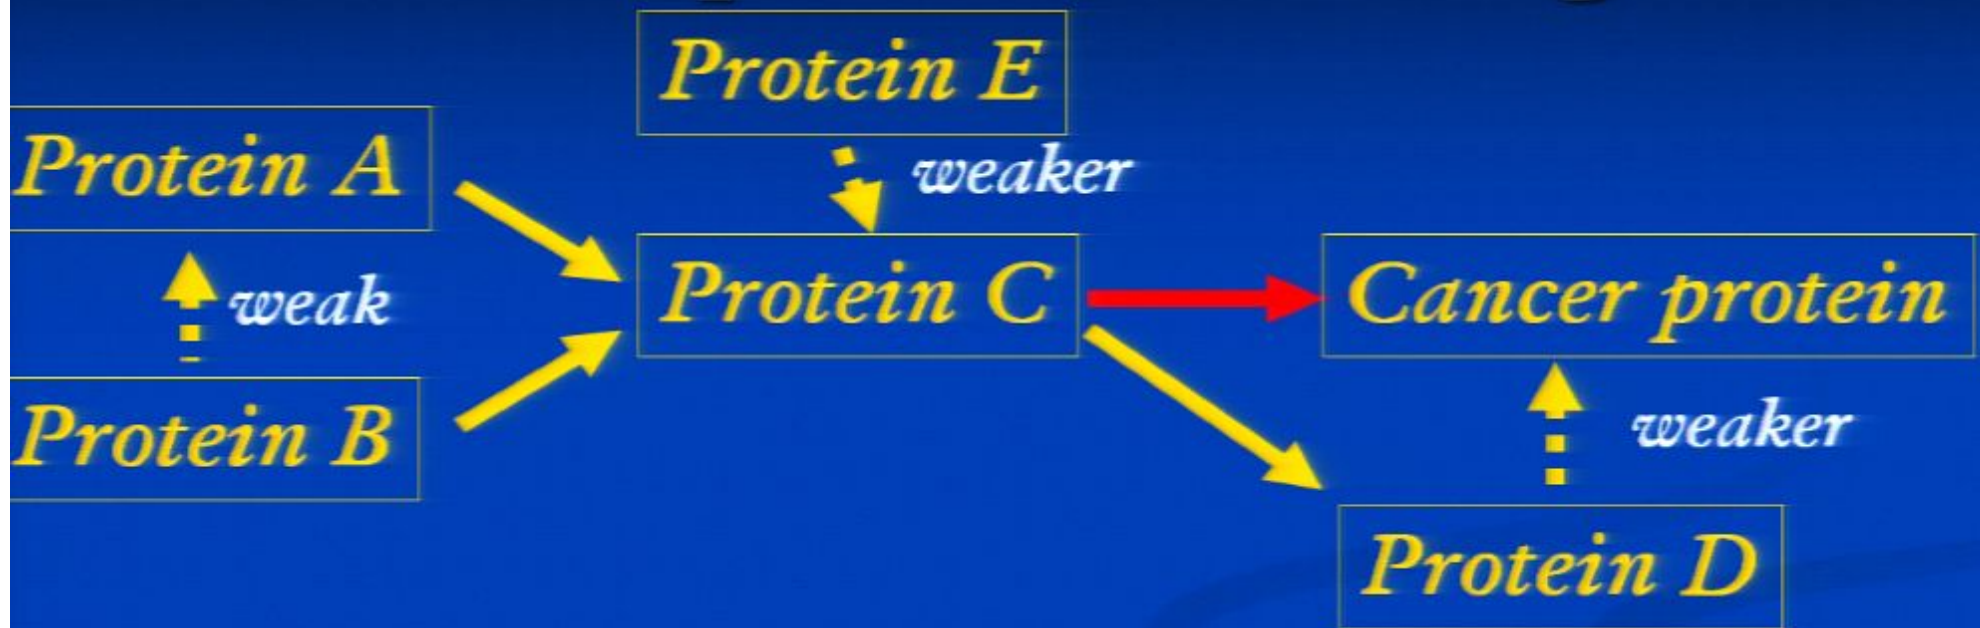 Protein E
Protein A
weaker
Protein C
Cancer protein
weak
Protein B
weaker
Protein D